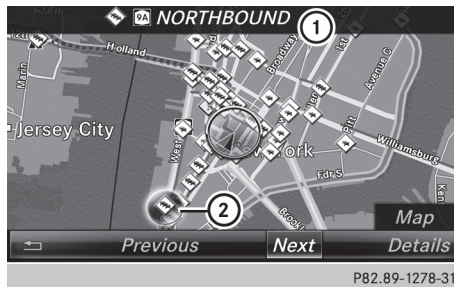 9A NORTHBOUND
1
Holland
Broadway
1st
Avenue C
Marin
Jersey City
West
Pitt
Williamsburg
Fdr S
2
Map
Previous
Next
Details
P82.89-1278-31